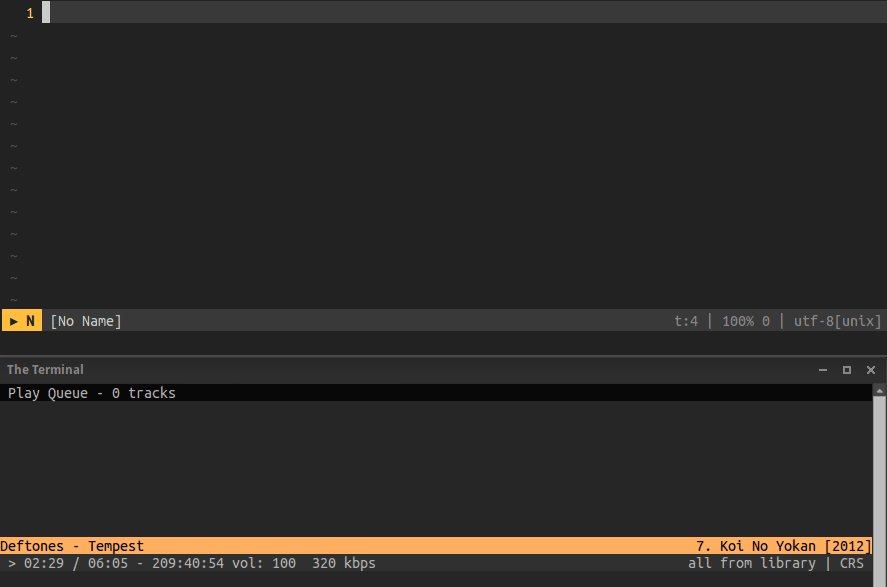 1
~
~
~
~
~
~
~
~
~
~
~
~
~
► N [No Name] t:4 | 100% 0 | utf-8[unix]
The Terminal
Play Queue - 0 tracks
Deftones - Tempest 7. Koi No Yokan [2012]
> 02:29 / 06:05 - 209:40:54 vol: 100  320 kbps all from library | CRS